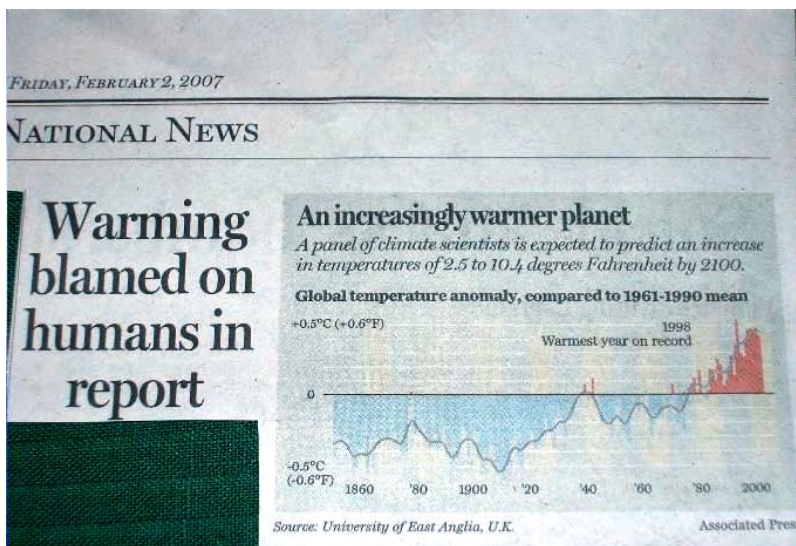 FRIDAY, FEBRUARY 2, 2007
NATIONAL NEWS
Warming
blamed on
humans in
report
An increasingly warmer planet
A panel of climate scientists is expected to predict an increase
in temperatures of 2.5 to 10.4 degrees Fahrenheit by 2100.
Global temperature anomaly, compared to 1961-1990 mean
+0.5°C (+0.6°F)
1998
Warmest year on record
0
-0.5°C
(-0.6°F)
1860 '80 1900 '20 '40 '60 '80 2000
Source: University of East Anglia, U.K. Associated Pres